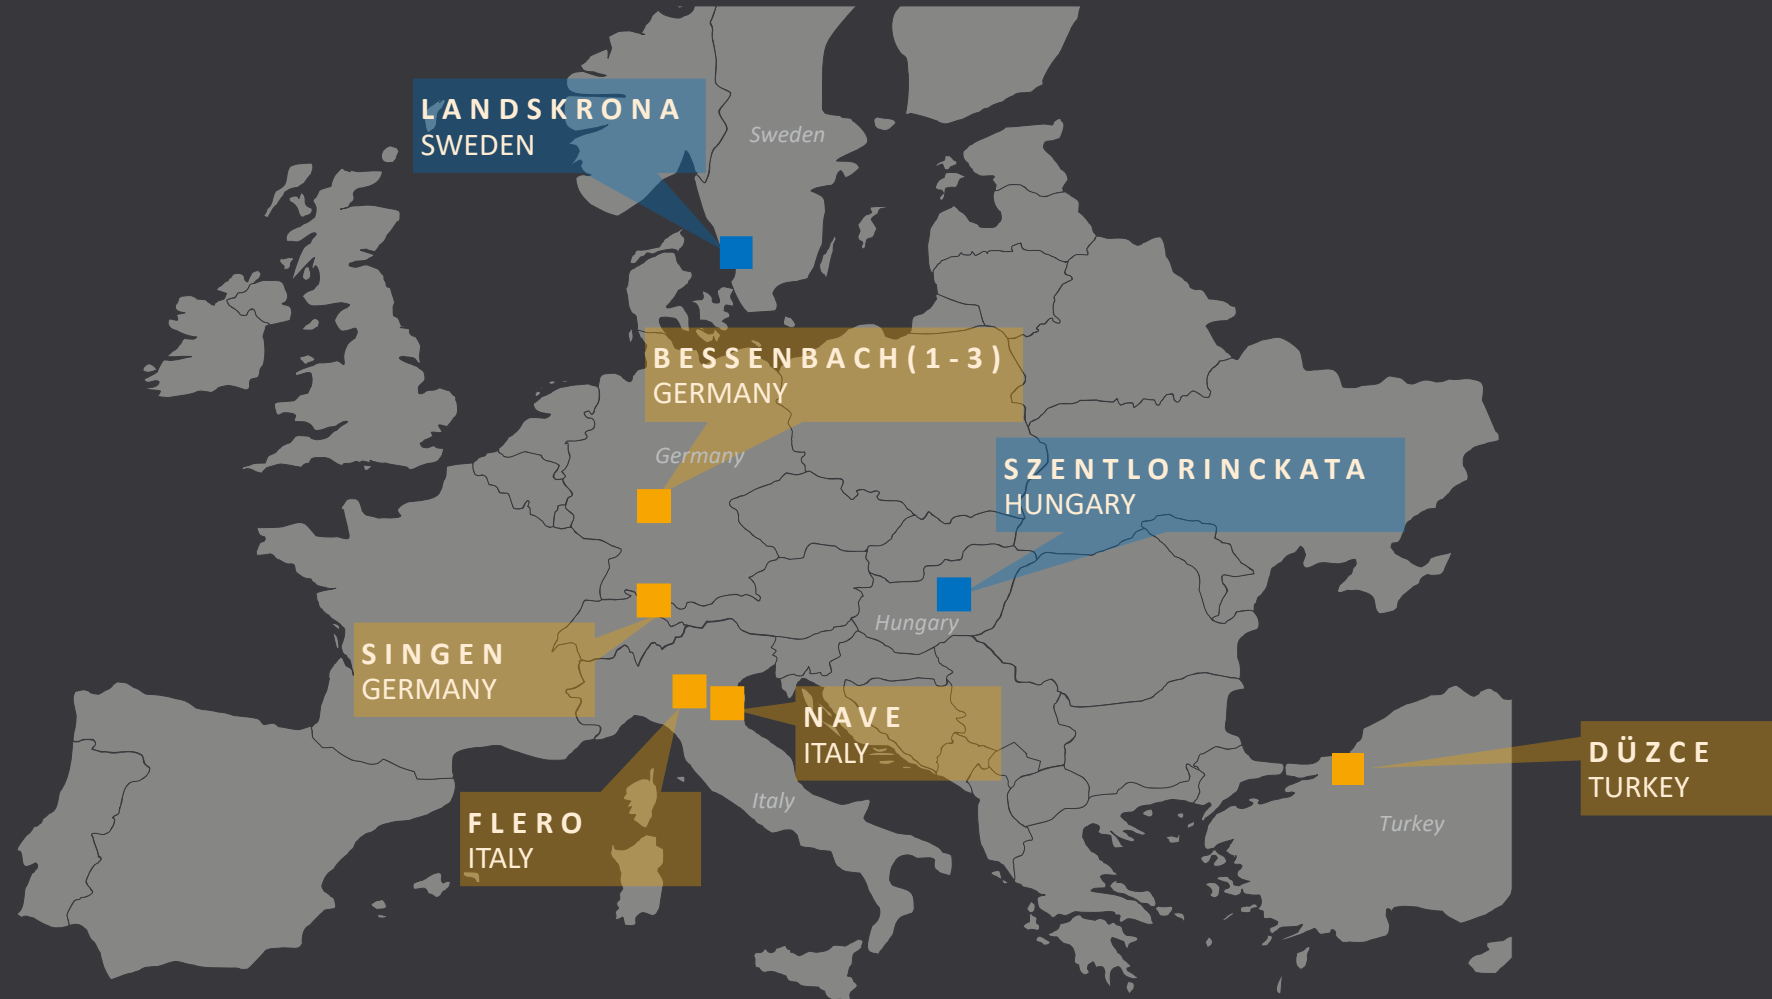 LANDSKRONA
SWEDEN
Sweden
BESSENBACH(1-3)
GERMANY
Germany
SZENTLORINCKATA
HUNGARY
Hungary
SINGEN
GERMANY
NAVE
ITALY
DÜZCE
TURKEY
Italy
FLERO
ITALY
Turkey